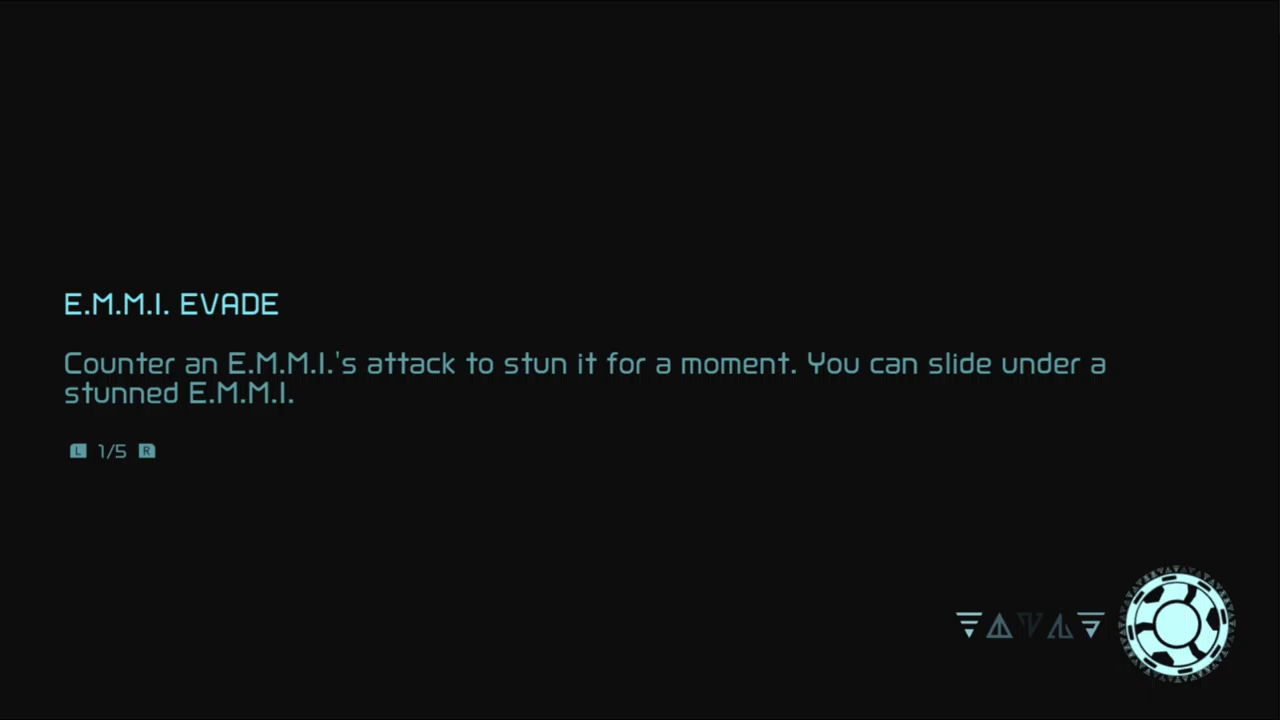 E.M.M.I. EVADE
Counter an E.M.M.I.'s attack to stun it for a moment. You can slide under a
stunned E.M.M.I.
L 1/5 R